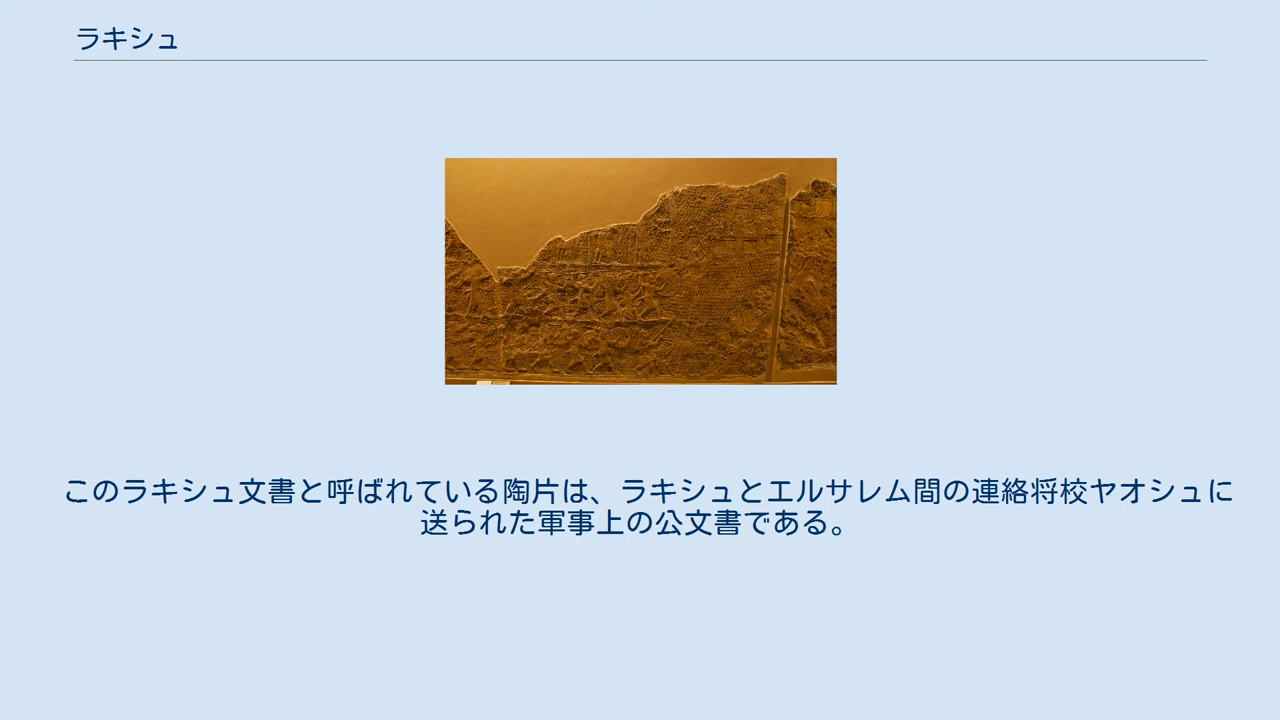 ラキシュ
このラキシュ文書と呼ばれている陶片は、ラキシュとエルサレム間の連絡将校ヤオシュに
送られた軍事上の公文書である。